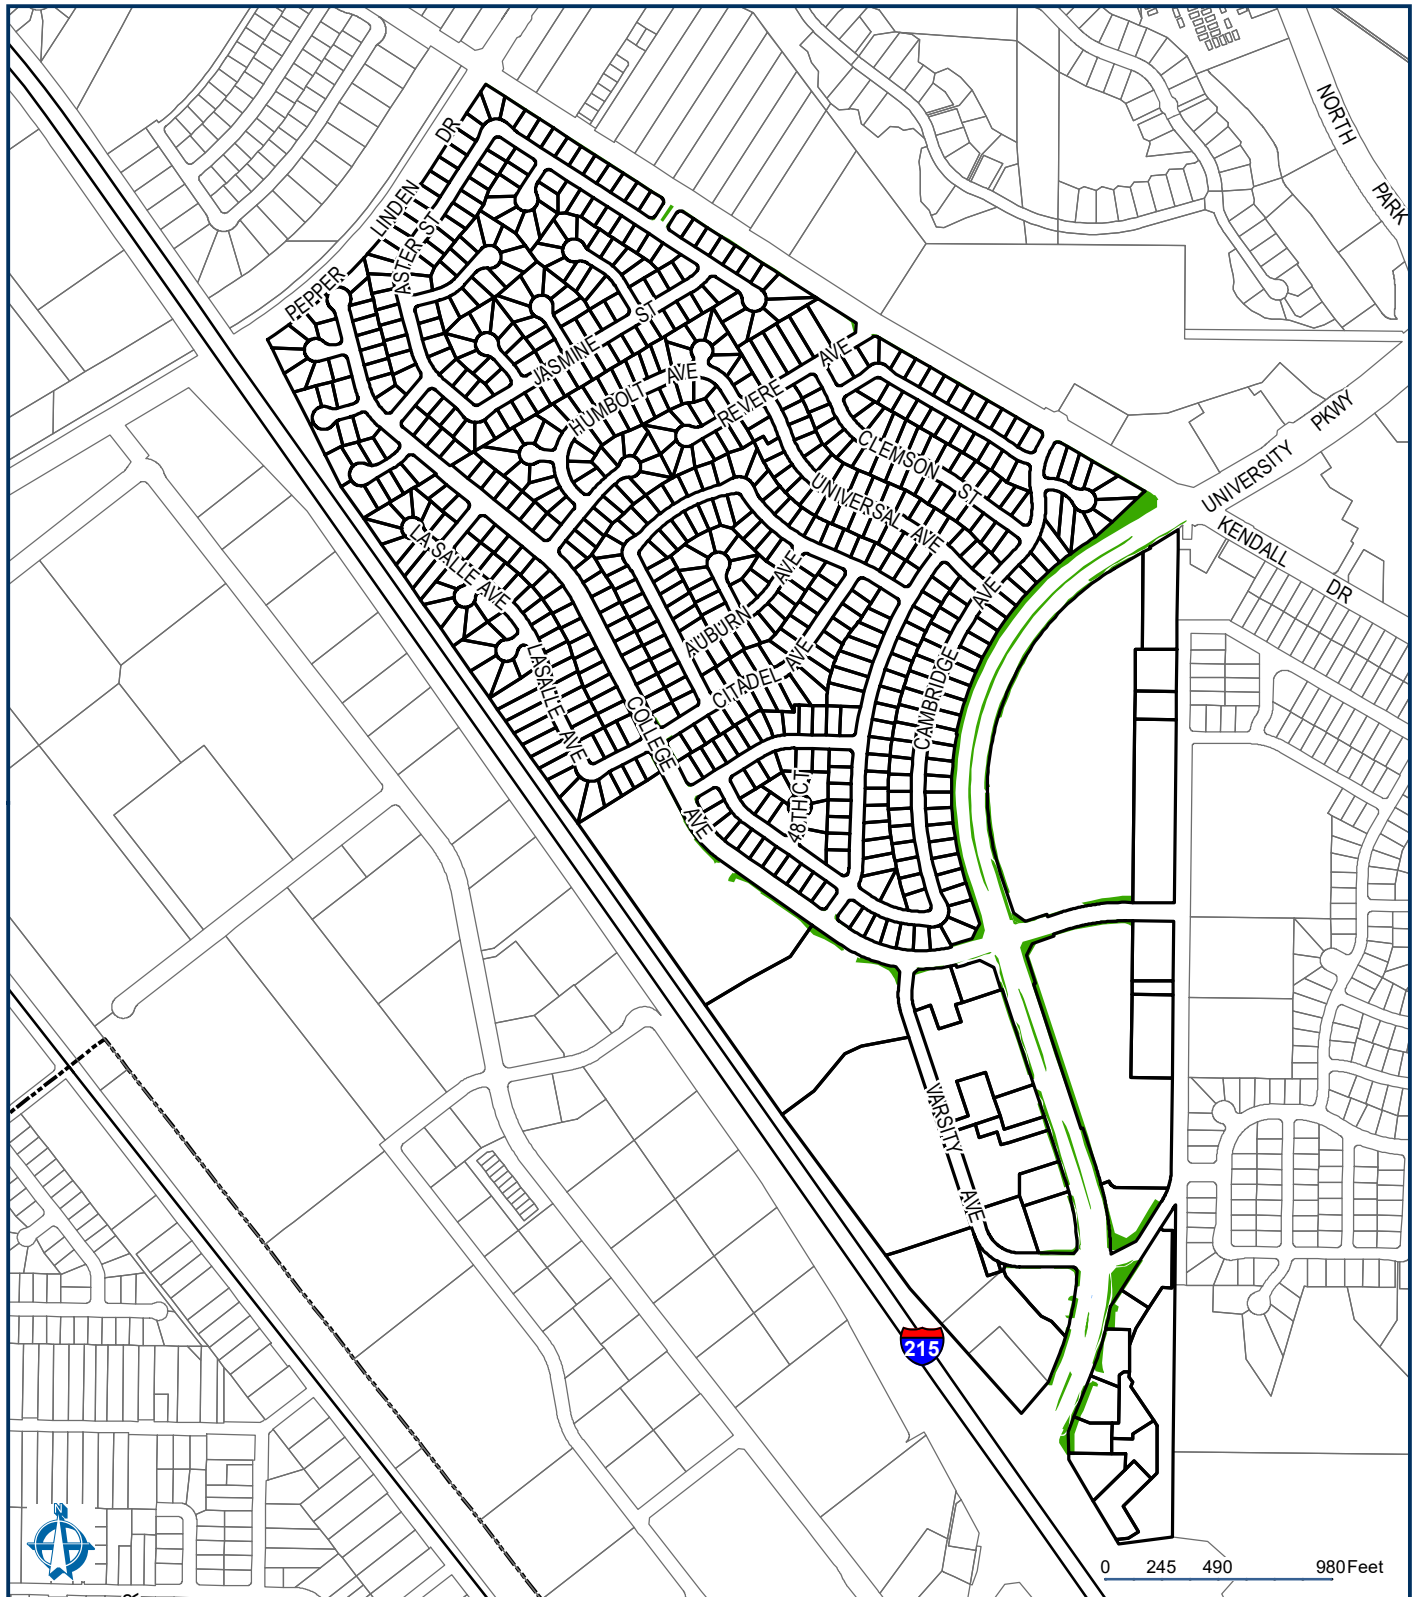 NORTH
PARK
LINDEN
DR
ASTER ST
PEPPER
JASMINE
ST
HUMBOLT
AVE
REVERE
AVE
UNIVERSITY
PKWY
KENDALL
DR
CLEMSON
ST
UNIVERSAL
AVE
LA SALLE AVE
AUBURN
AVE
CITADEL
AVE
CAMBRIDGE
AVE
LASALLE
AVE
COLLEGE
AVE
48TH CT
VARSITY
AVE
215
N
0 245 490 980 Feet